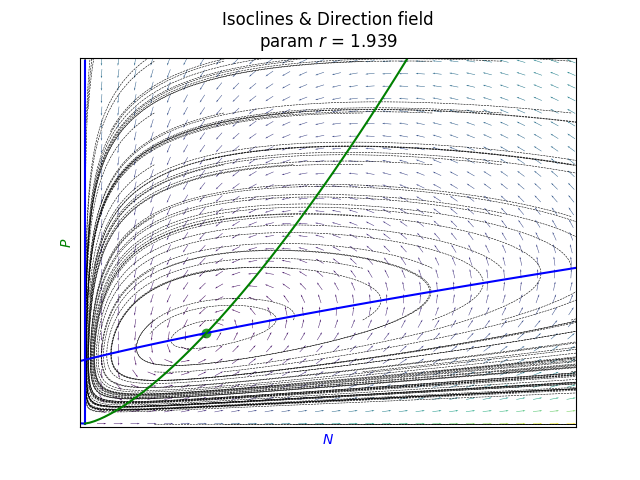 Isoclines & Direction field
param r = 1.939
P
N